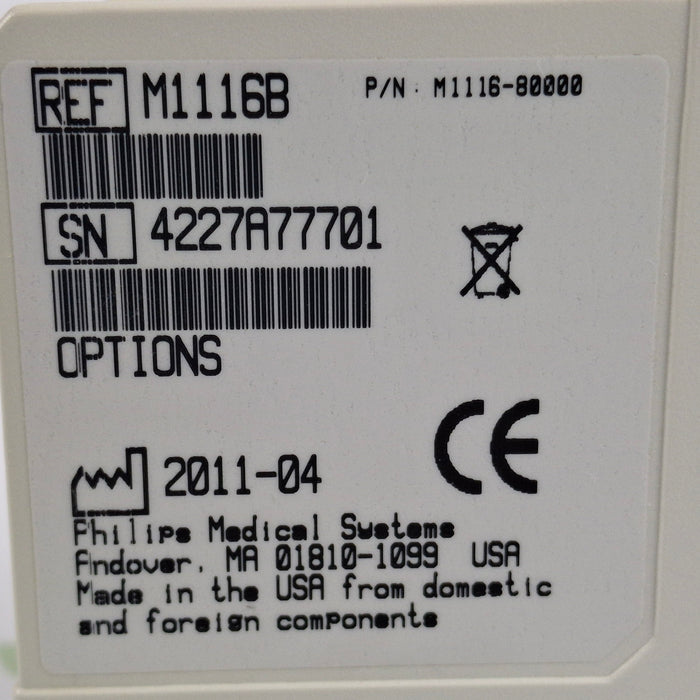 REF M1116B P/N: M1116-80000
SN 4227A77701
OPTIONS
CE
2011-04
Philips Medical Systems
Andover, MA 01810-1099 USA
Made in the USA from domestic
and foreign components